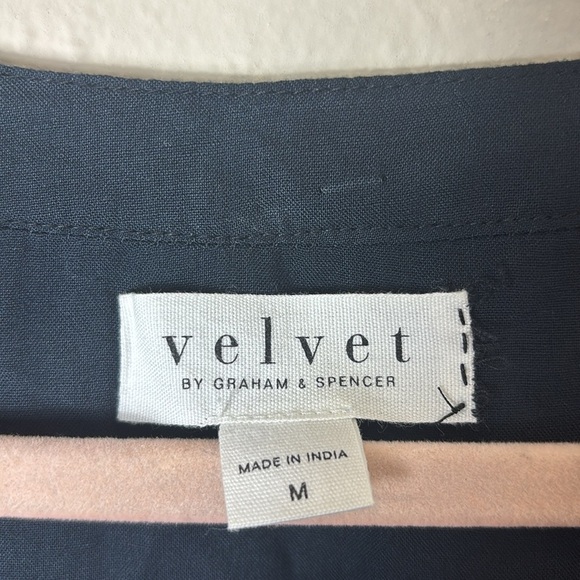 velvet
BY GRAHAM & SPENCER
MADE IN INDIA
M